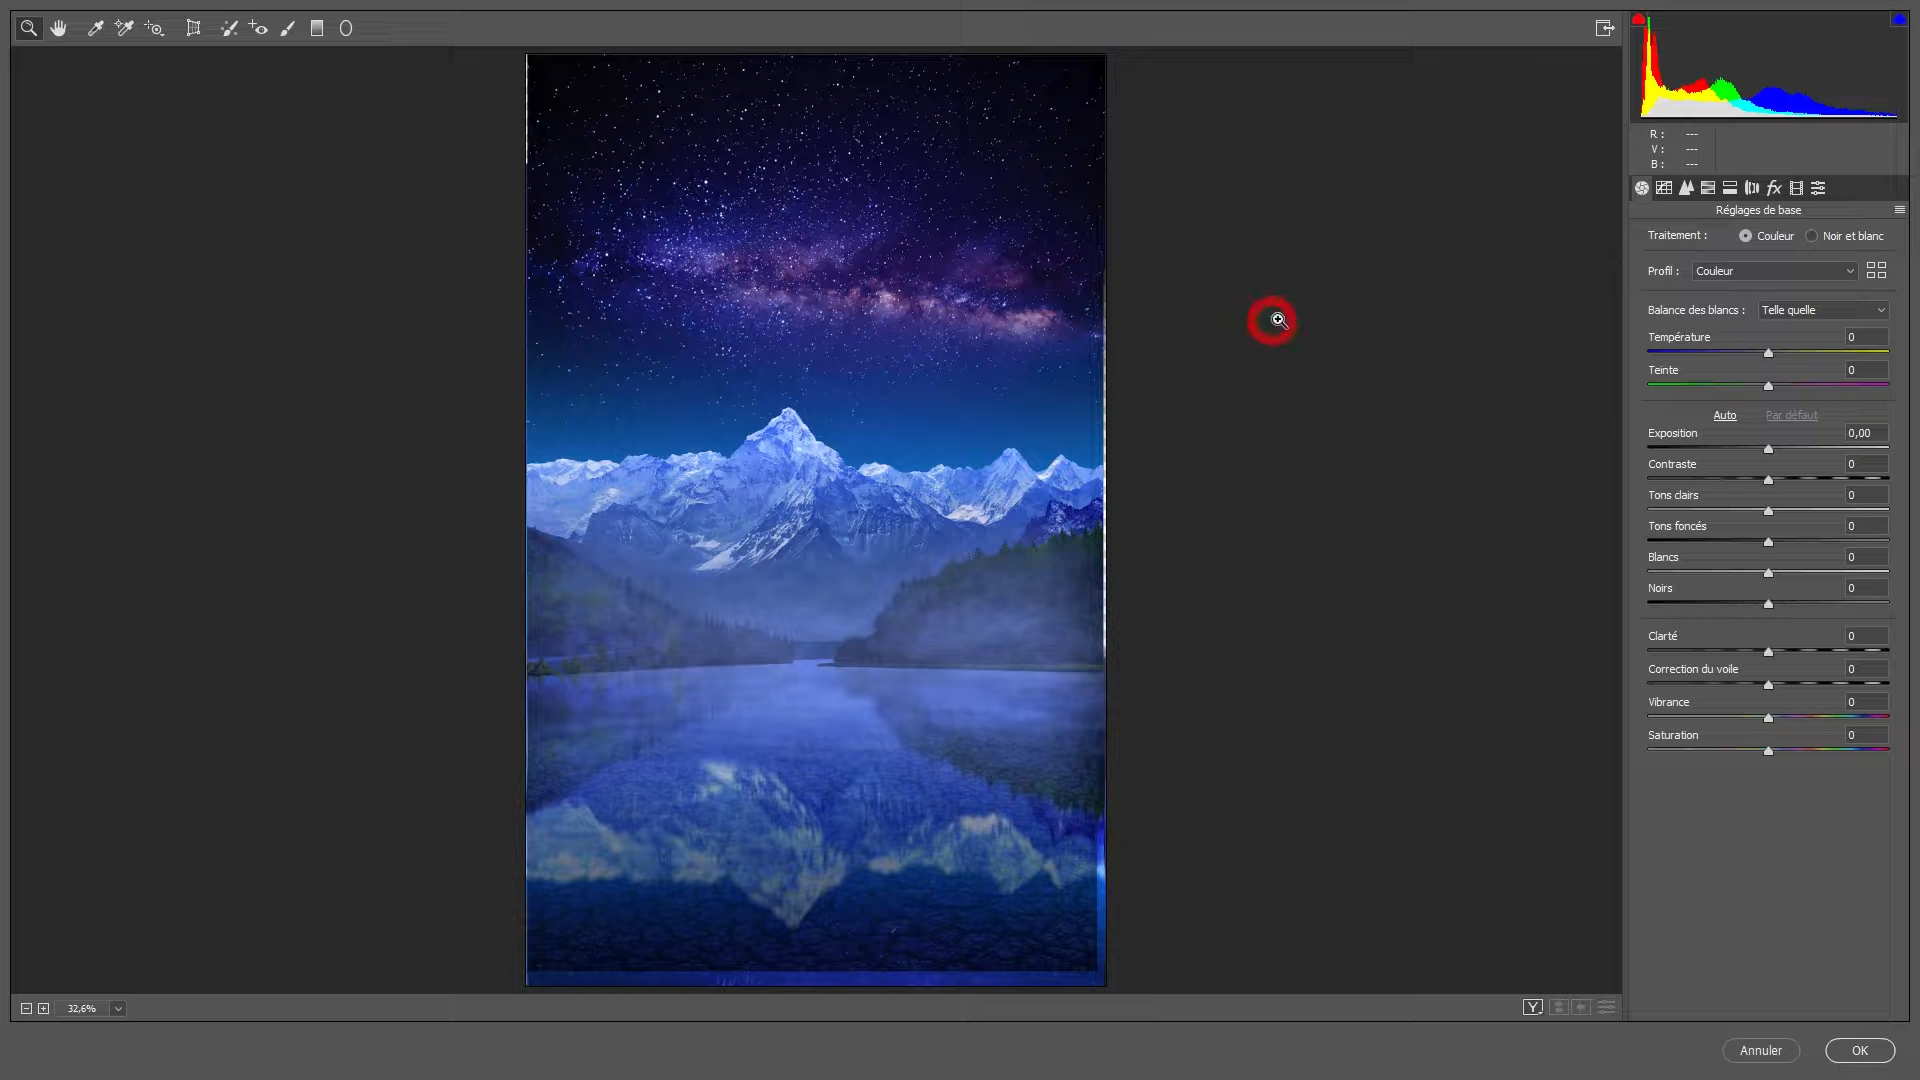 R : ---
V : ---
B : ---
fx
Réglages de base
Traitement : Couleur Noir et blanc
Profil : Couleur
Balance des blancs : Telle quelle
Température 0
Teinte 0
Auto Par défaut
Exposition 0,00
Contraste 0
Tons clairs 0
Tons foncés 0
Blancs 0
Noirs 0
Clarté 0
Correction du voile 0
Vibrance 0
Saturation 0
32,6% Y
Annuler OK